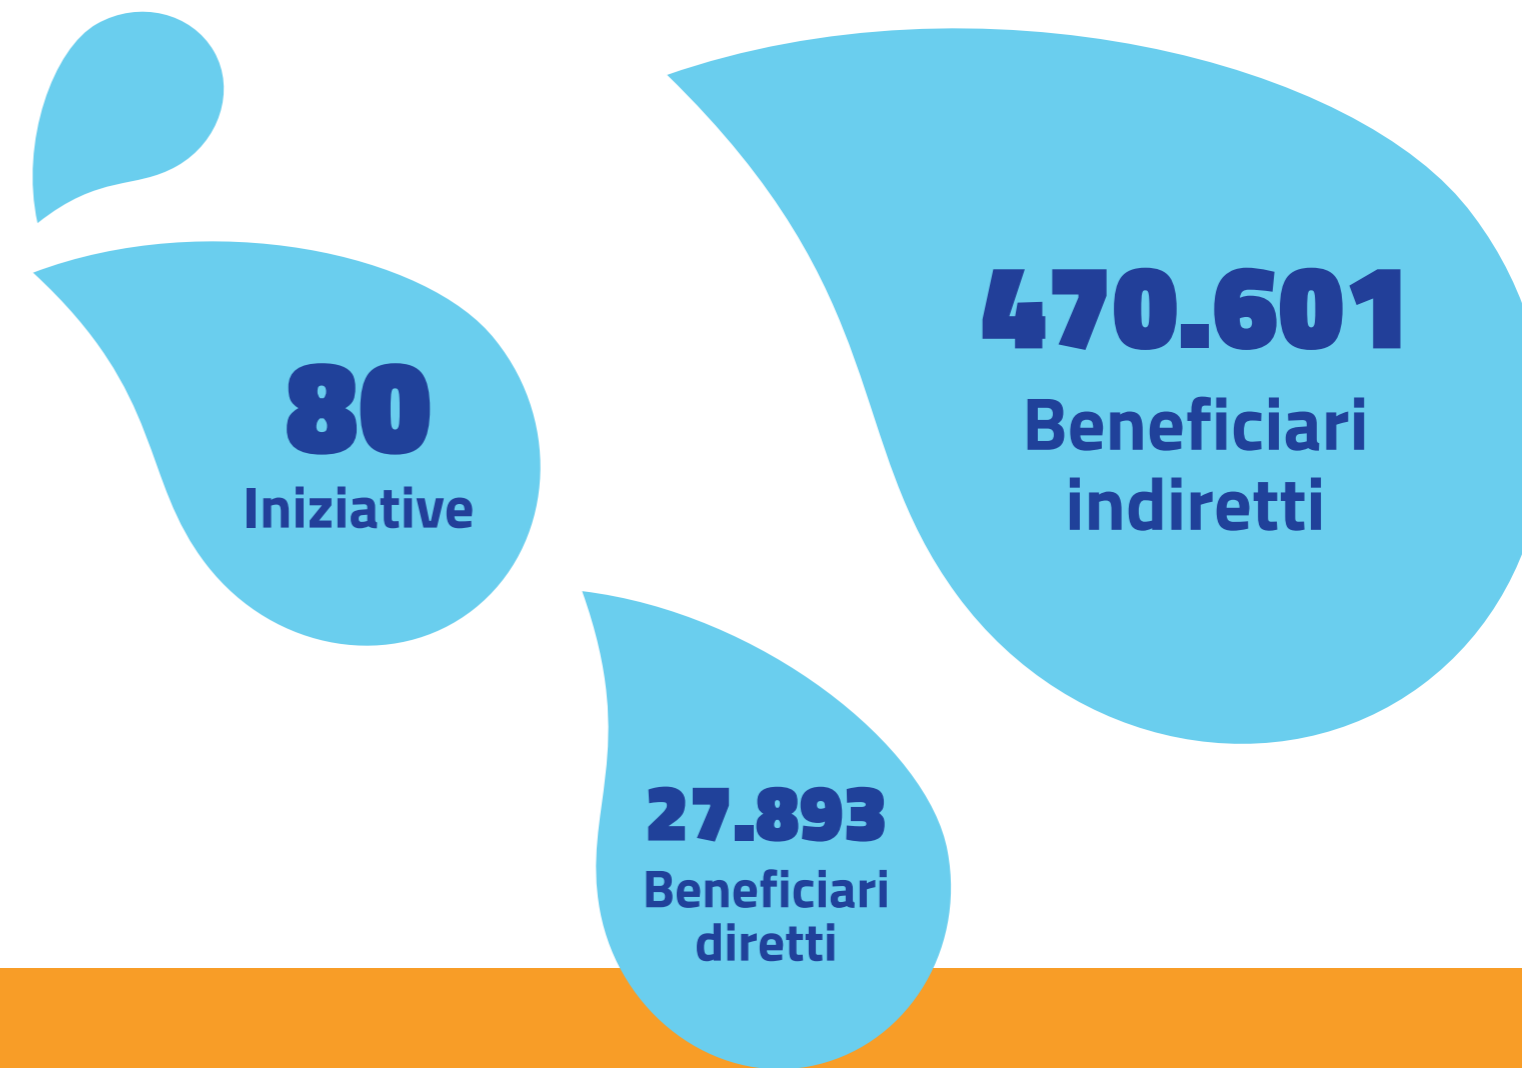 80
Iniziative
470.601
Beneficiari
indiretti
27.893
Beneficiari
diretti